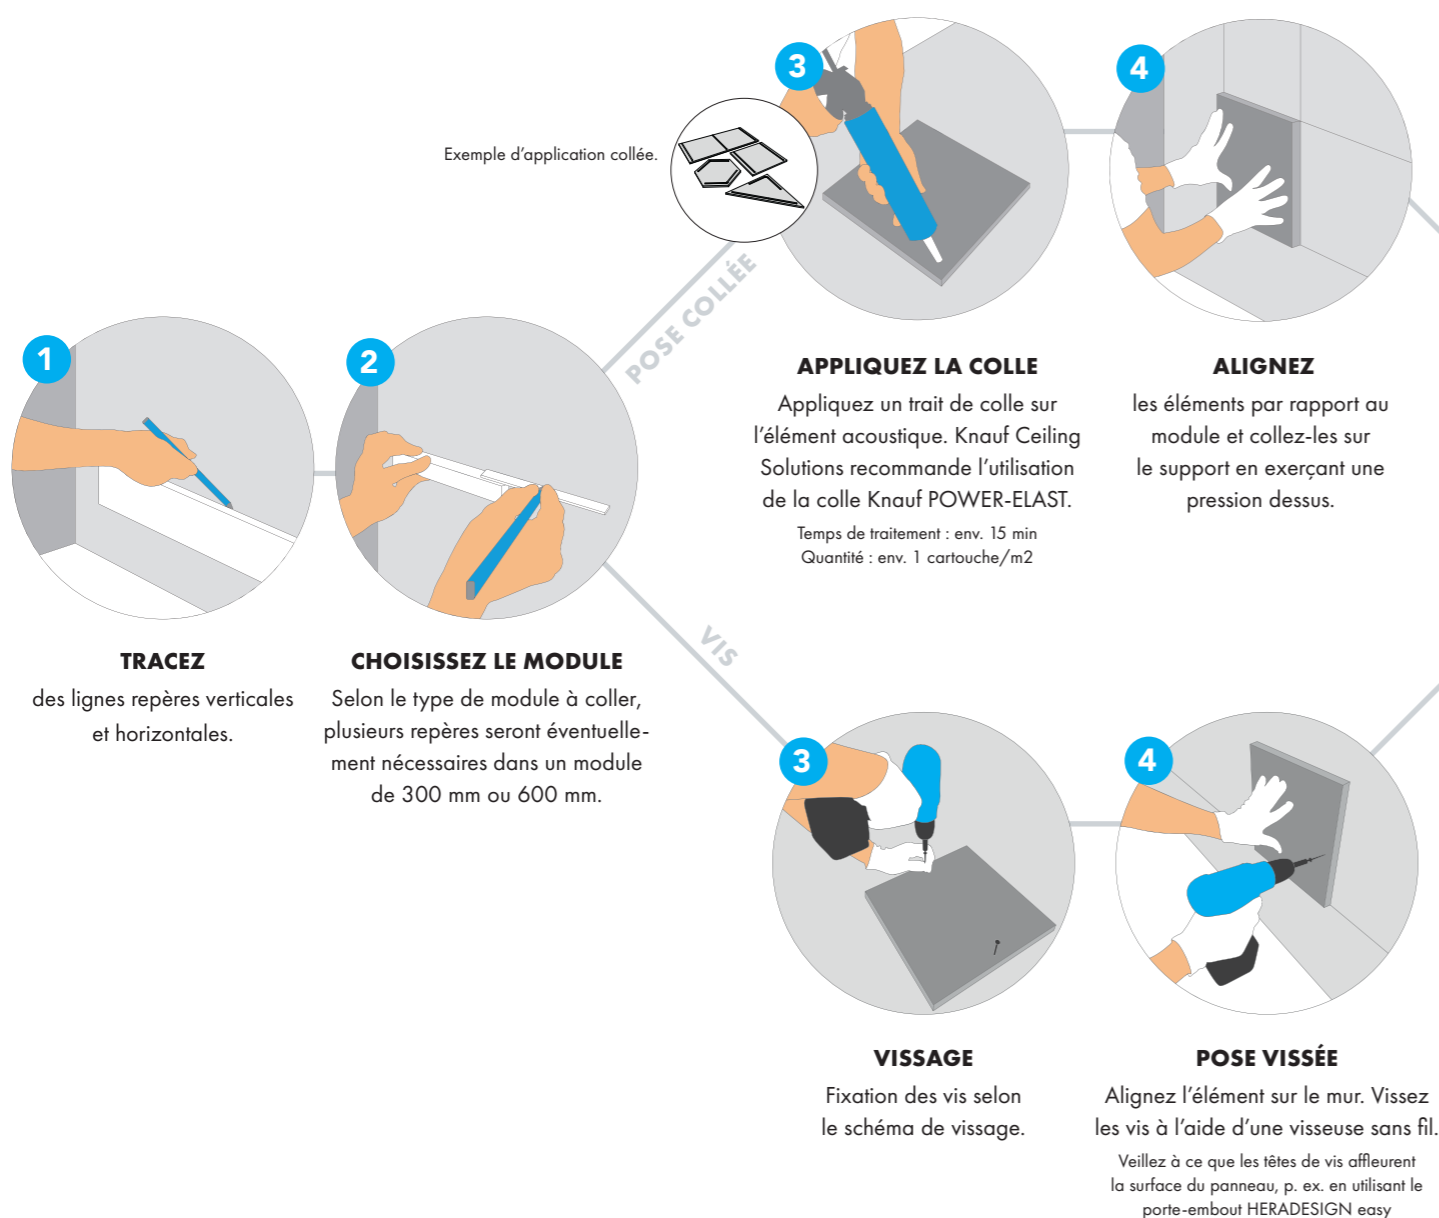 1
TRACEZ
des lignes repères verticales
et horizontales.
2
CHOISISSEZ LE MODULE
Selon le type de module à coller,
plusieurs repères seront éventuelle-
ment nécessaires dans un module
de 300 mm ou 600 mm.
POSE COLLÉE
Exemple d’application collée.
3
APPLIQUEZ LA COLLE
Appliquez un trait de colle sur
l’élément acoustique. Knauf Ceiling
Solutions recommande l’utilisation
de la colle Knauf POWER-ELAST.
Temps de traitement : env. 15 min
Quantité : env. 1 cartouche/m2
4
ALIGNEZ
les éléments par rapport au
module et collez-les sur
le support en exerçant une
pression dessus.
VIS
3
VISSAGE
Fixation des vis selon
le schéma de vissage.
4
POSE VISSÉE
Alignez l’élément sur le mur. Vissez
les vis à l’aide d’une visseuse sans fil.
Veillez à ce que les têtes de vis affleurent
la surface du panneau, p. ex. en utilisant le
porte-embout HERADESIGN easy